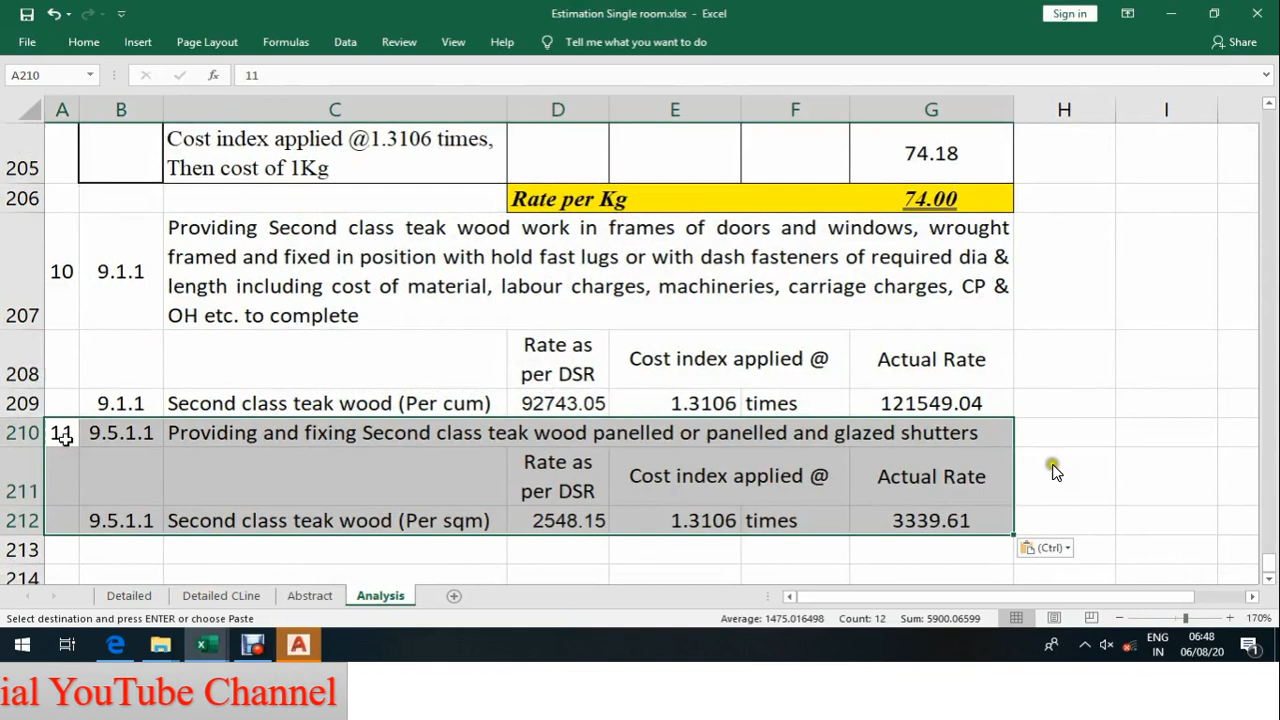 Estimation Single room.xlsx - Excel
Sign in
File Home Insert Page Layout Formulas Data Review View Help Tell me what you want to do Share
A210 fx 11
A B C D E F G H I
205 Cost index applied @1.3106 times, 74.18
Then cost of 1Kg
206 Rate per Kg 74.00
Providing Second class teak wood work in frames of doors and windows, wrought
207 10 9.1.1 framed and fixed in position with hold fast lugs or with dash fasteners of required dia &
length including cost of material, labour charges, machineries, carriage charges, CP &
OH etc. to complete
208 Rate as Cost index applied @ Actual Rate
per DSR
209 9.1.1 Second class teak wood (Per cum) 92743.05 1.3106 times 121549.04
210 11 9.5.1.1 Providing and fixing Second class teak wood panelled or panelled and glazed shutters
211 Rate as Cost index applied @ Actual Rate
per DSR
212 9.5.1.1 Second class teak wood (Per sqm) 2548.15 1.3106 times 3339.61
213
(Ctrl)
214
Detailed Detailed CLine Abstract Analysis
Select destination and press ENTER or choose Paste Average: 1475.016498 Count: 12 Sum: 5900.06599 170%
ENG 06:48
IN 06/08/20 1
ial YouTube Channel